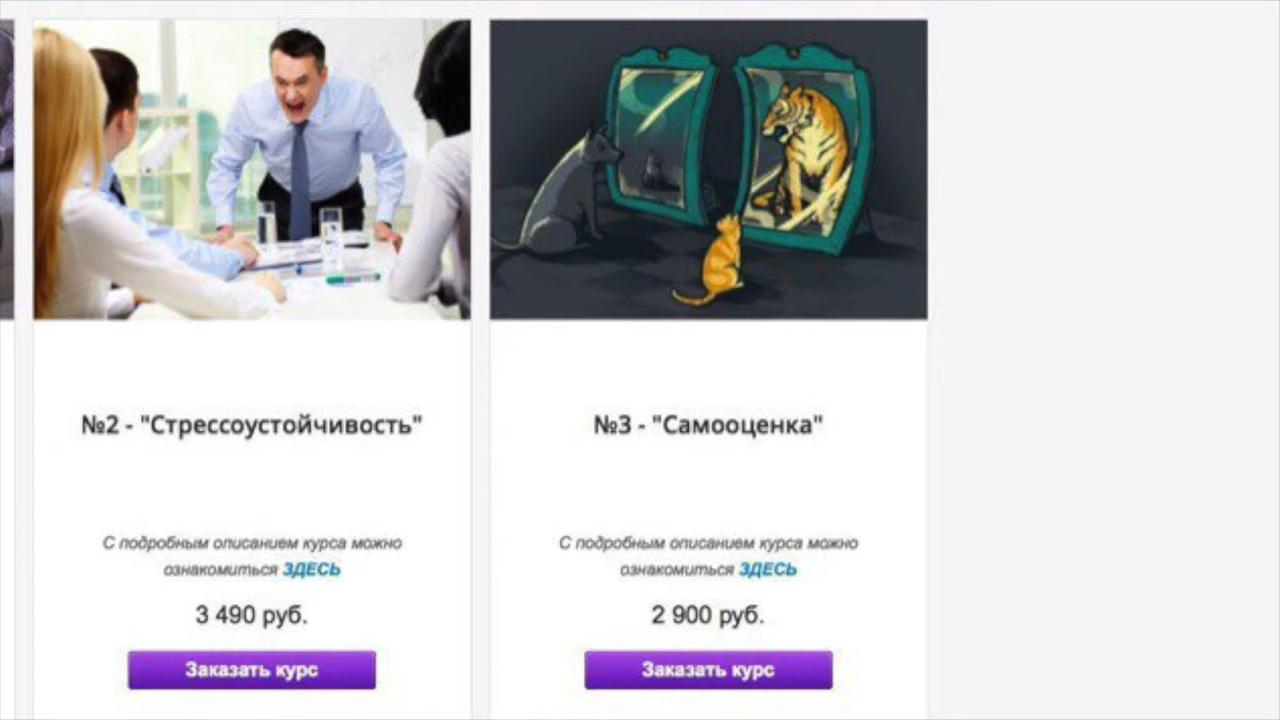 №2 - "Стрессоустойчивость"
С подробным описанием курса можно
ознакомиться ЗДЕСЬ
3 490 руб.
Заказать курс
№3 - "Самооценка"
С подробным описанием курса можно
ознакомиться ЗДЕСЬ
2 900 руб.
Заказать курс